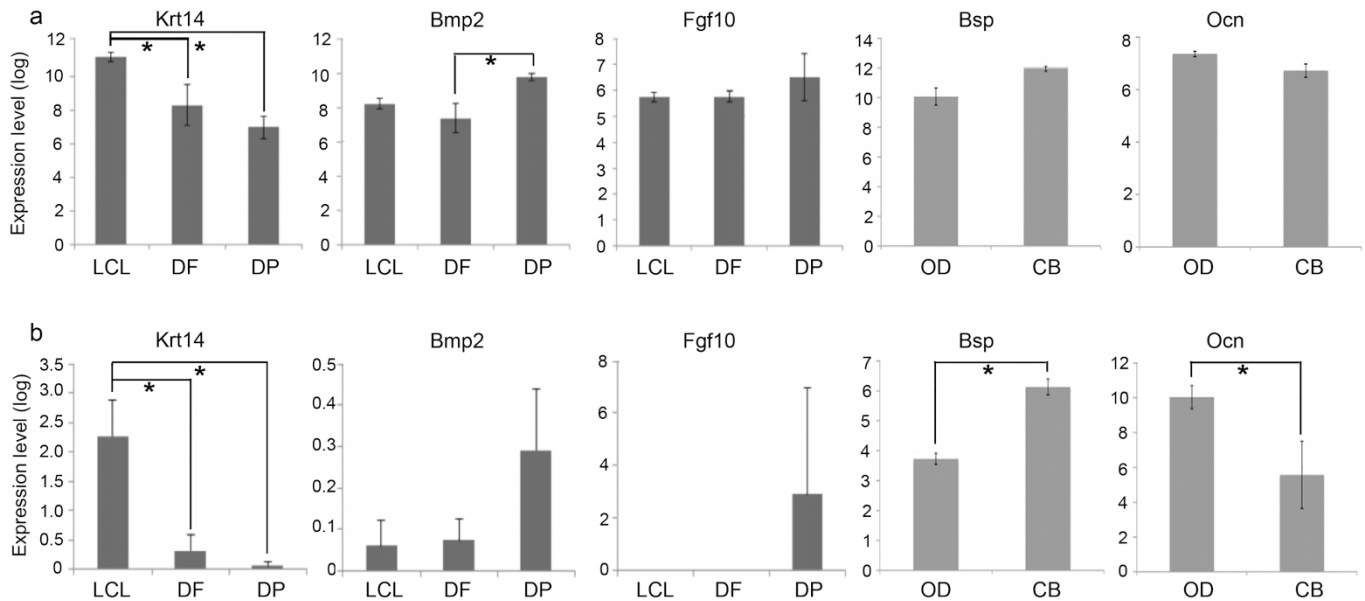 a
Krt14 Bmp2 Fgf10 Bsp Ocn
Expression level (log)
12 10 8 6 4 2 0
* *
LCL DF DP
12 10 8 6 4 2 0
*
LCL DF DP
8 7 6 5 4 3 2 1 0
LCL DF DP
14 12 10 8 6 4 2 0
OD CB
8 6 4 2 0
OD CB
b
Krt14 Bmp2 Fgf10 Bsp Ocn
Expression level (log)
3.5 3.0 2.5 2.0 1.5 1.0 0.5 0
* *
LCL DF DP
0.5 0.4 0.3 0.2 0.1 0
LCL DF DP
8 6 4 2 0
LCL DF DP
7 6 5 4 3 2 1 0
*
OD CB
12 10 8 6 4 2 0
*
OD CB